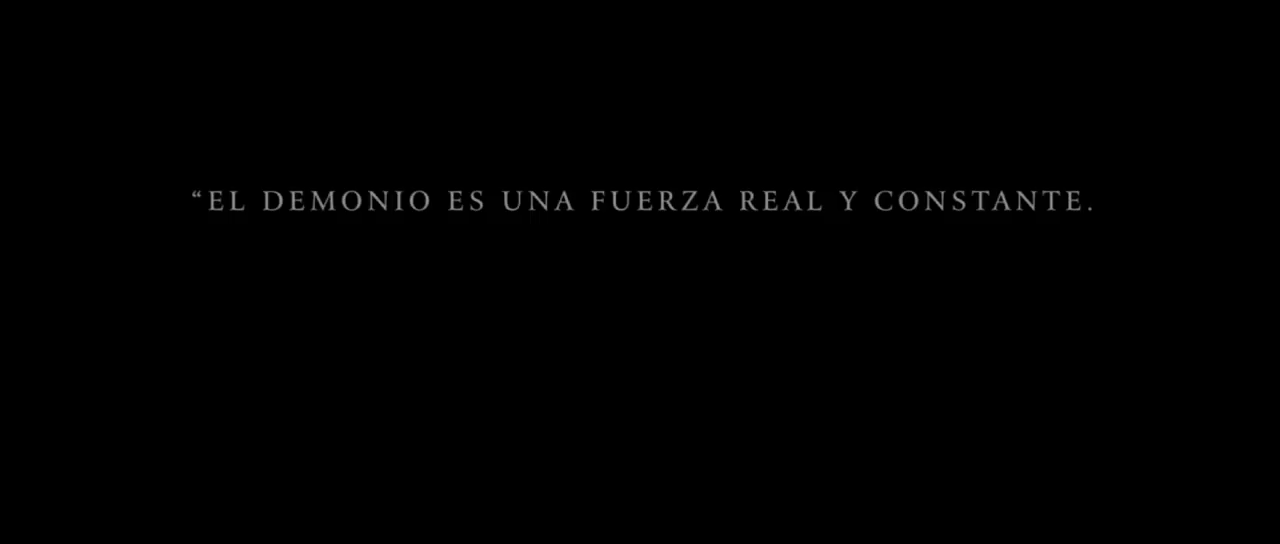 “EL DEMONIO ES UNA FUERZA REAL Y CONSTANTE.